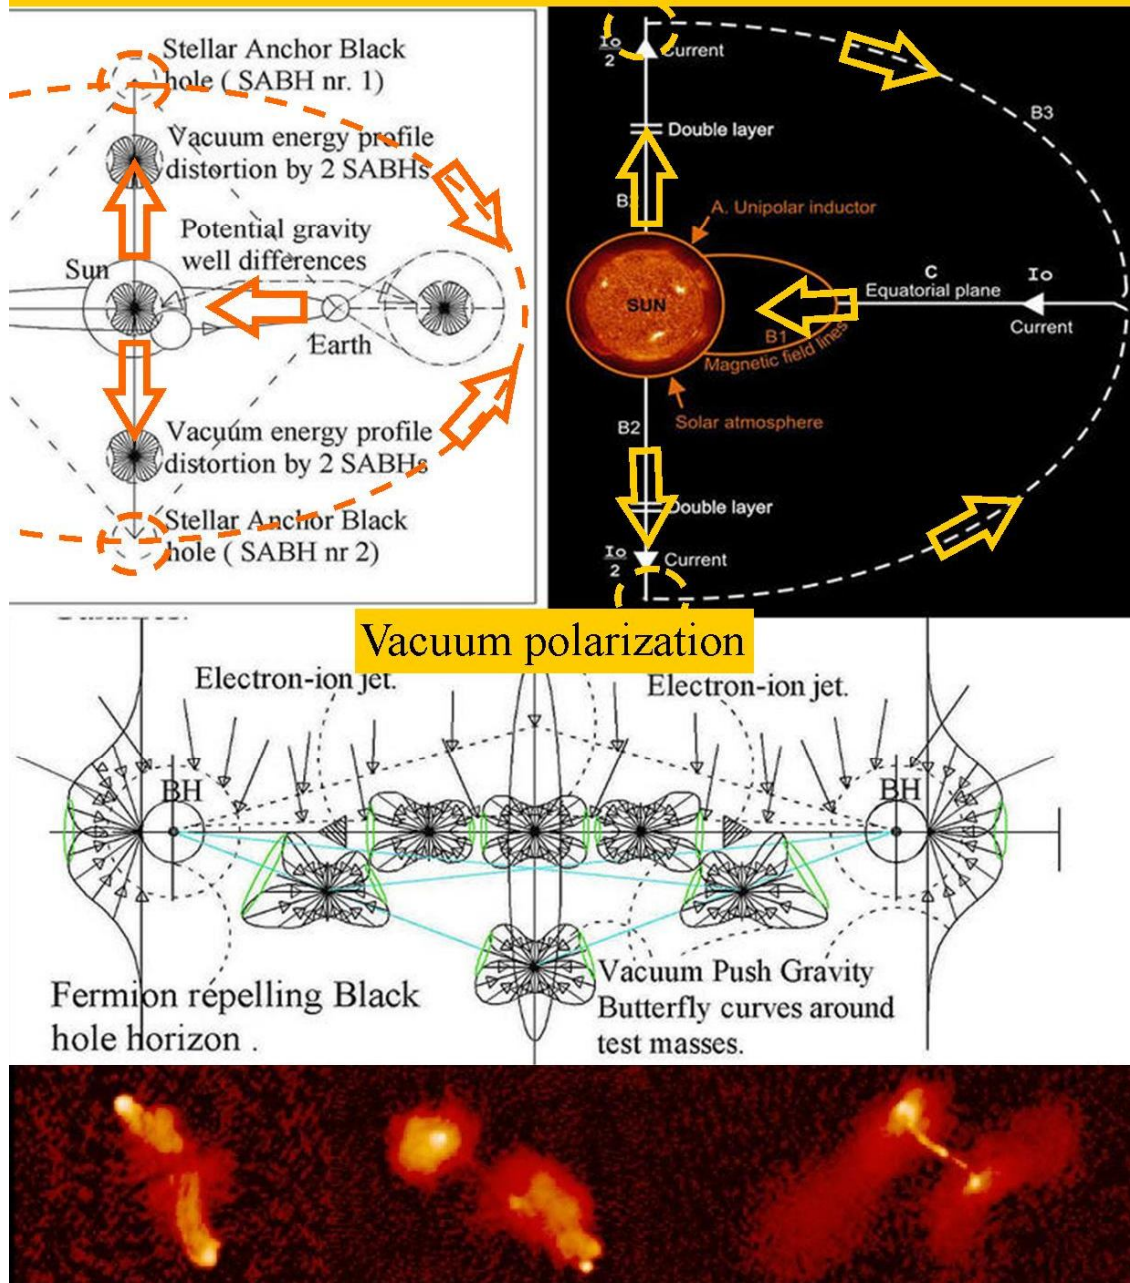 Stellar Anchor Black
hole ( SABH nr. 1)
Vacuum energy profile
distortion by 2 SABHs
Potential gravity
well differences
Sun
Earth
Vacuum energy profile
distortion by 2 SABHs
Stellar Anchor Black
hole ( SABH nr 2)
Io
2
Current
B3
Double layer
A. Unipolar inductor
C
Io
Equatorial plane
SUN
Current
B1
Magnetic field lines
Solar atmosphere
B2
Double layer
Io
2
Current
Vacuum polarization
Electron-ion jet.
Electron-ion jet.
BH
BH
Fermion repelling Black
hole horizon .
Vacuum Push Gravity
Butterfly curves around
test masses.